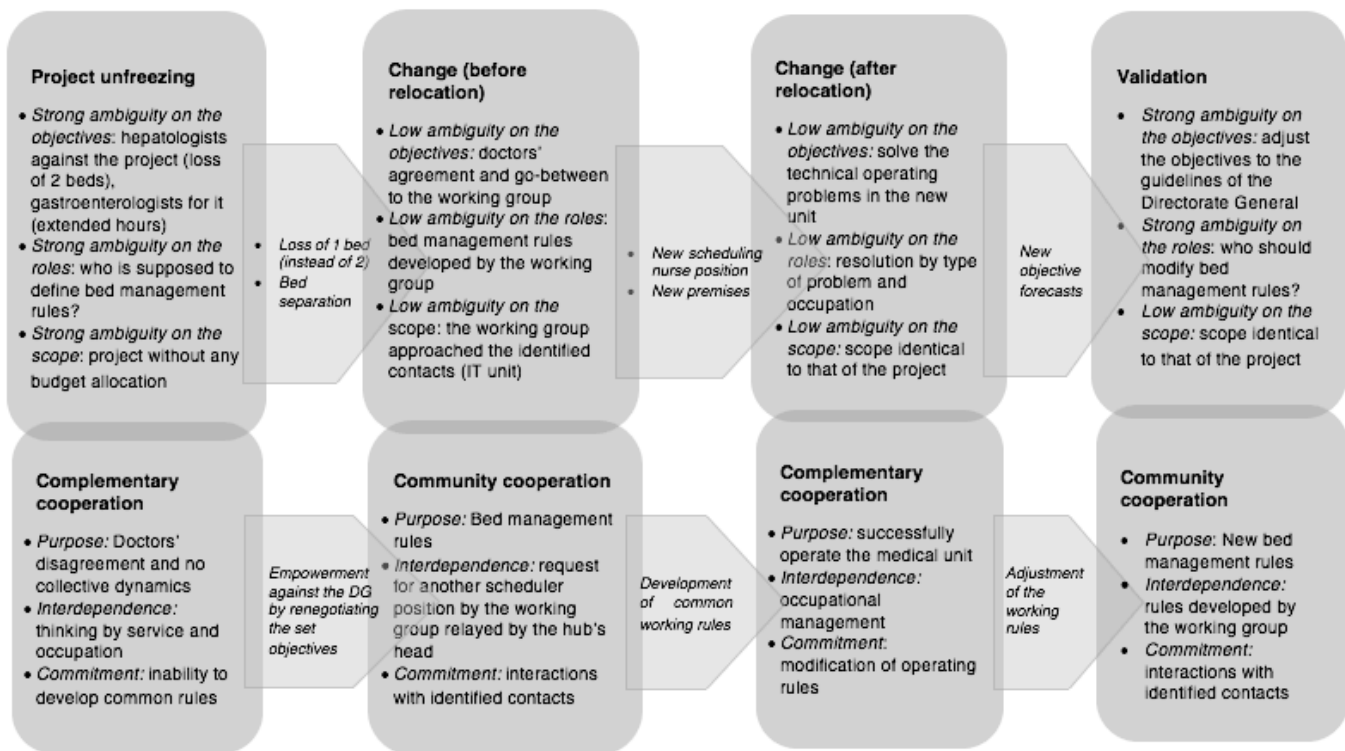 Project unfreezing
• Strong ambiguity on the
objectives: hepatologists
against the project (loss
of 2 beds),
gastroenterologists for it
(extended hours)
• Strong ambiguity on the
roles: who is supposed to
define bed management
rules?
• Strong ambiguity on the
scope: project without any
budget allocation
• Loss of 1 bed
(instead of 2)
• Bed
separation
Change (before
relocation)
• Low ambiguity on the
objectives: doctors'
agreement and go-between
to the working group
• Low ambiguity on the roles:
bed management rules
developed by the working
group
• Low ambiguity on the
scope: the working group
approached the identified
contacts (IT unit)
• New scheduling
nurse position
• New premises
Change (after
relocation)
• Low ambiguity on the
objectives: solve the
technical operating
problems in the new
unit
• Low ambiguity on the
roles: resolution by type
of problem and
occupation
• Low ambiguity on the
scope: scope identical
to that of the project
New
objective
forecasts
Validation
• Strong ambiguity on
the objectives: adjust
the objectives to the
guidelines of the
Directorate General
• Strong ambiguity on
the roles: who should
modify bed
management rules?
• Low ambiguity on the
scope: scope identical
to that of the project
Complementary
cooperation
• Purpose: Doctors'
disagreement and no
collective dynamics
• Interdependence:
thinking by service and
occupation
• Commitment: inability to
develop common rules
Empowerment
against the DG
by renegotiating
the set
objectives
Community cooperation
• Purpose: Bed management
rules
• Interdependence: request
for another scheduler
position by the working
group relayed by the hub's
head
• Commitment: interactions
with identified contacts
Development
of common
working rules
Complementary
cooperation
• Purpose: successfully
operate the medical unit
• Interdependence:
occupational
management
• Commitment:
modification of operating
rules
Adjustment
of the
working
rules
Community
cooperation
• Purpose: New bed
management rules
• Interdependence:
rules developed by
the working group
• Commitment:
interactions with
identified contacts